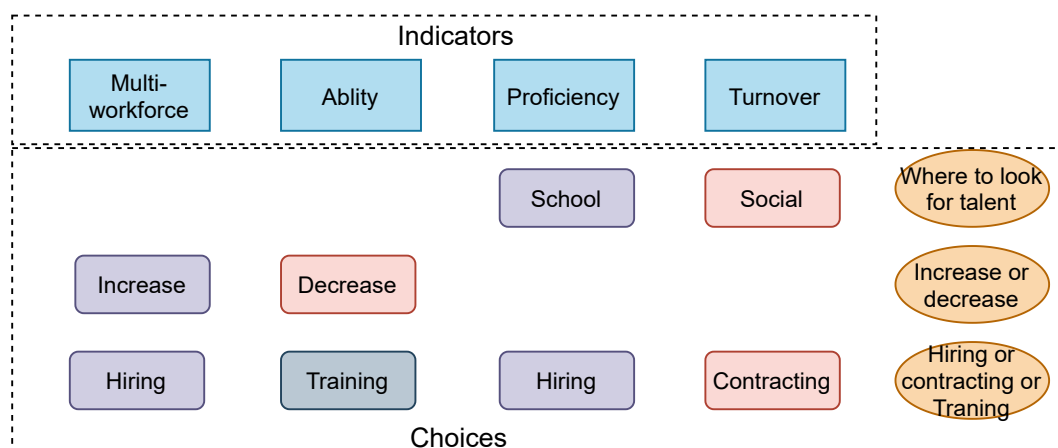 Indicators
Multi-
workforce
Ablity
Proficiency
Turnover
School
Social
Where to look
for talent
Increase
Decrease
Increase or
decrease
Hiring
Training
Hiring
Contracting
Hiring or
contracting or
Traning
Choices